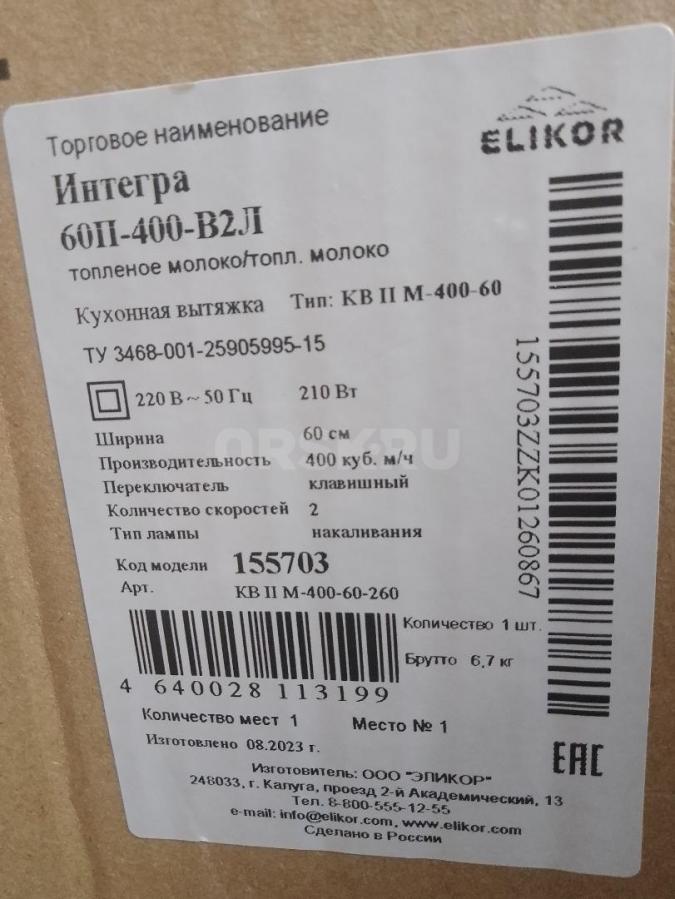 Торговое наименование
ELIKOR
Интегра
60П-400-В2Л
топленое молоко/топл. молоко
Кухонная вытяжка Тип: КВ II М-400-60
ТУ 3468-001-25905995-15
220 В ~ 50 Гц 210 Вт
Ширина 60 см
ORSK.RU
Производительность 400 куб. м/ч
Переключатель клавишный
Количество скоростей 2
Тип лампы накаливания
Код модели 155703
Арт. КВ II М-400-60-260
155703ZZK01260867
Количество 1 шт.
Брутто 6,7 кг
4 640028 113199
Количество мест 1 Место № 1
Изготовлено 08.2023 г.
EAC
Изготовитель: ООО "ЭЛИКОР"
248033, г. Калуга, проезд 2-й Академический, 13
Тел. 8-800-555-12-55
e-mail: info@elikor.com, www.elikor.com
Сделано в России